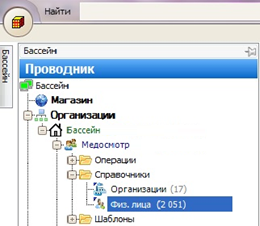 Найти
Бассейн
Бассейн
Проводник
Бассейн
Магазин
Организации
Бассейн
Медосмотр
Операции
Справочники
Организации (17)
Физ. лица (2 051)
Шаблоны